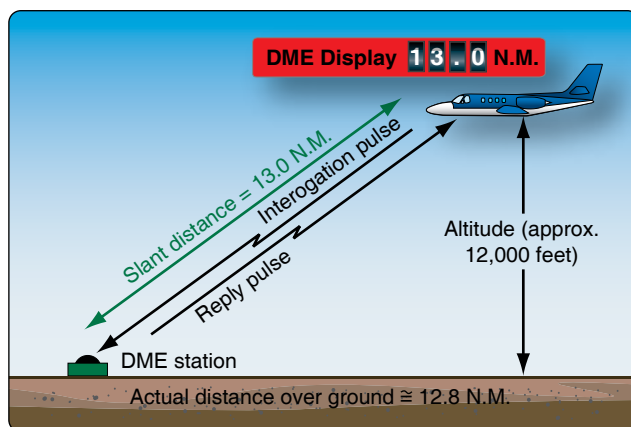 DME Display 13.0 N.M.
Slant distance = 13.0 N.M.
Interogation pulse
Reply pulse
Altitude (approx.
12,000 feet)
DME station
Actual distance over ground ≅ 12.8 N.M.